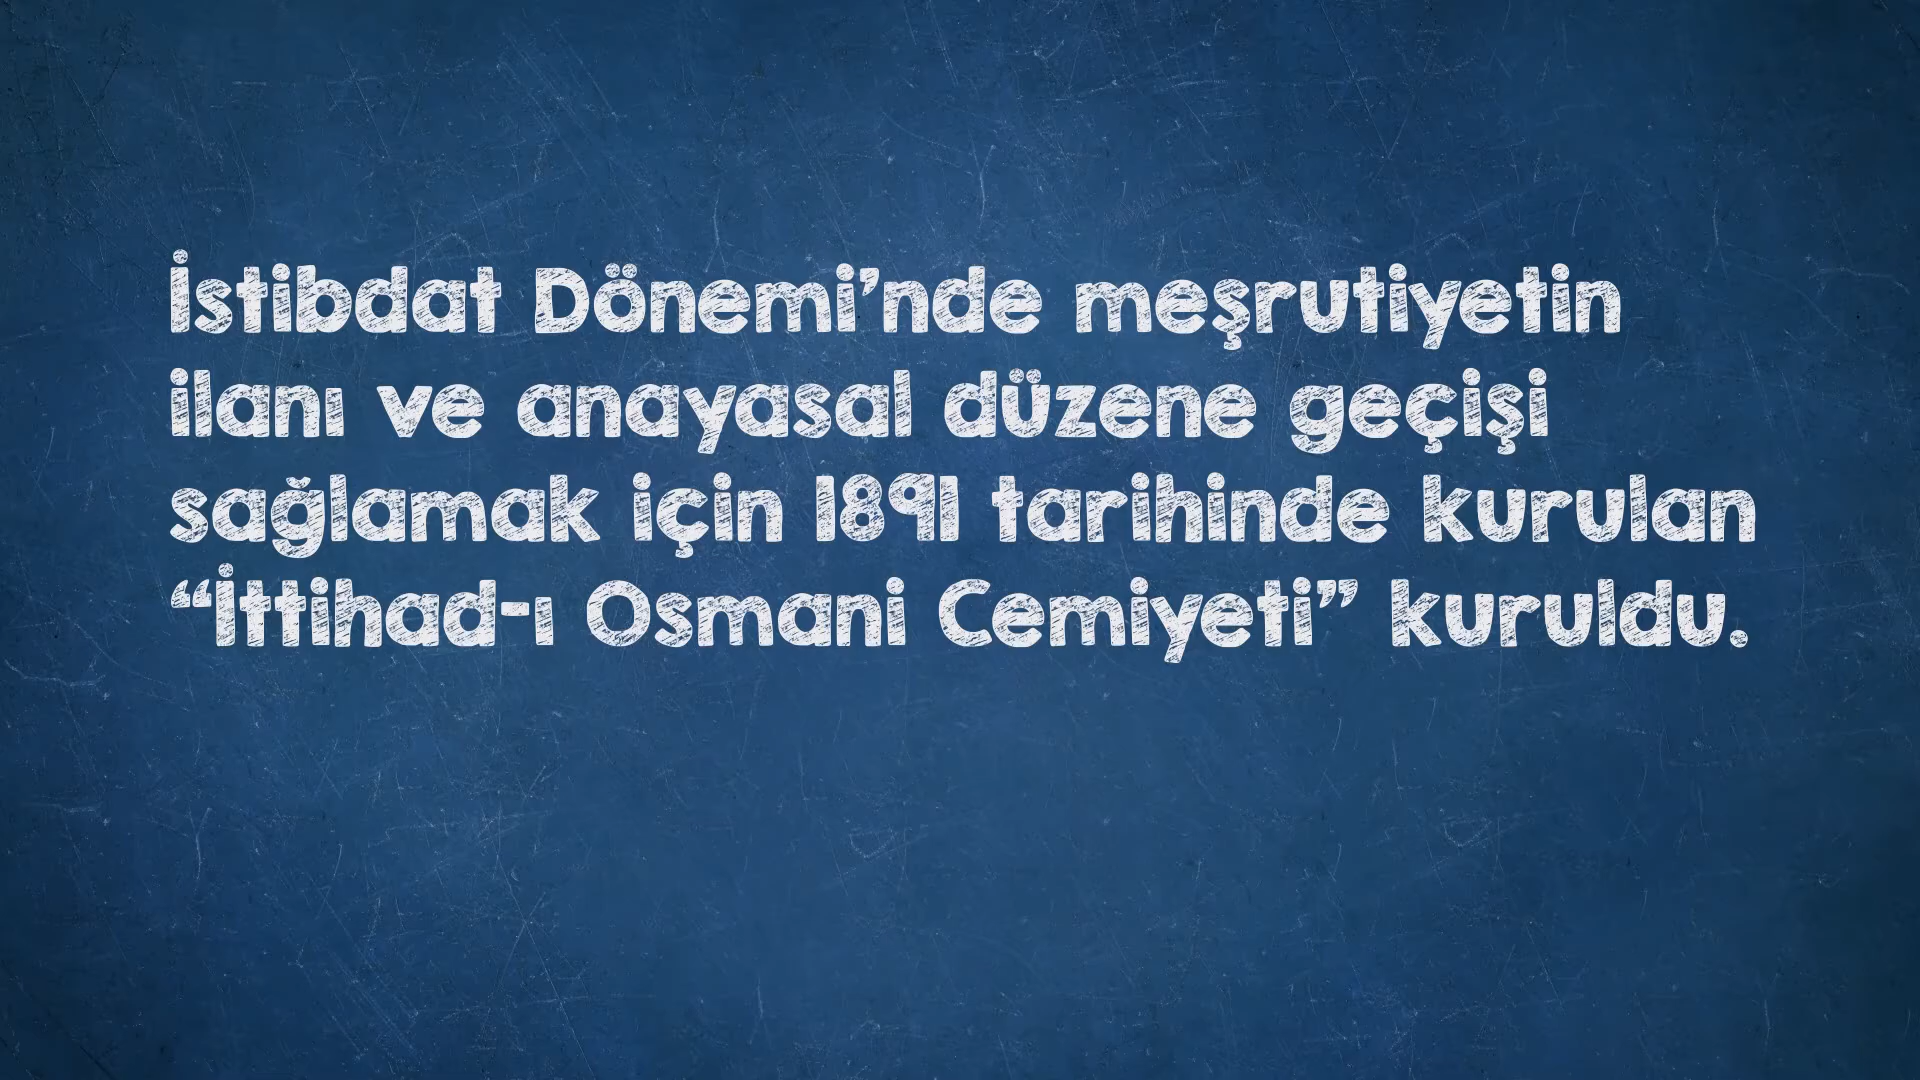 İstibdat Dönemi’nde meşrutiyetin
ilanı ve anayasal düzene geçişi
sağlamak için 1891 tarihinde kurulan
“İttihad-ı Osmani Cemiyeti” kuruldu.